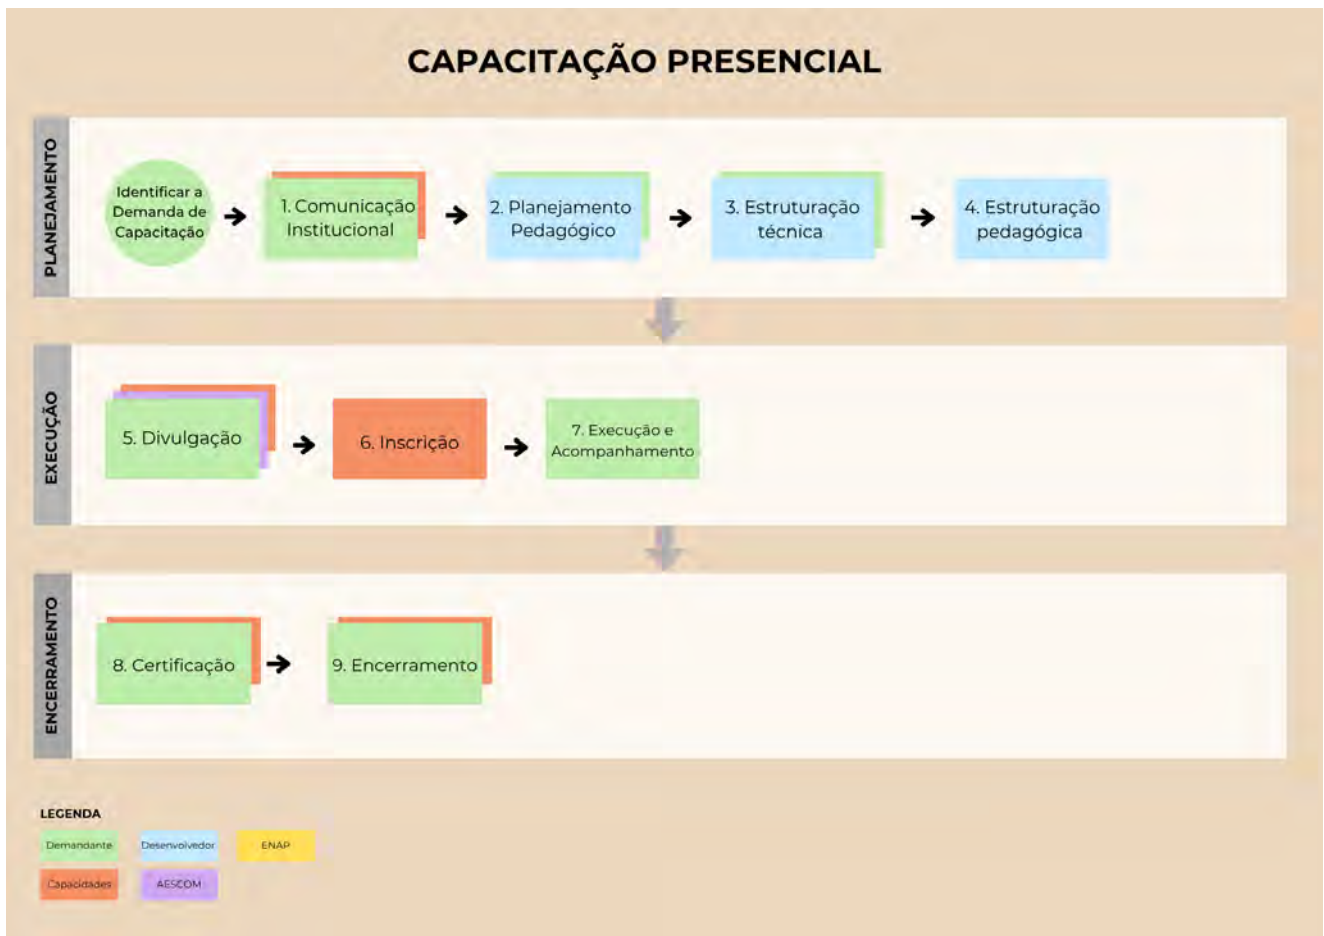 CAPACITAÇÃO PRESENCIAL
PLANEJAMENTO
Identificar a
Demanda de
Capacitação
1. Comunicação
Institucional
2. Planejamento
Pedagógico
3. Estruturação
técnica
4. Estruturação
pedagógica
EXECUÇÃO
5. Divulgação
6. Inscrição
7. Execução e
Acompanhamento
ENCERRAMENTO
8. Certificação
9. Encerramento
LEGENDA
Demandante
Desenvolvedor
ENAP
Capacidades
AESCOM